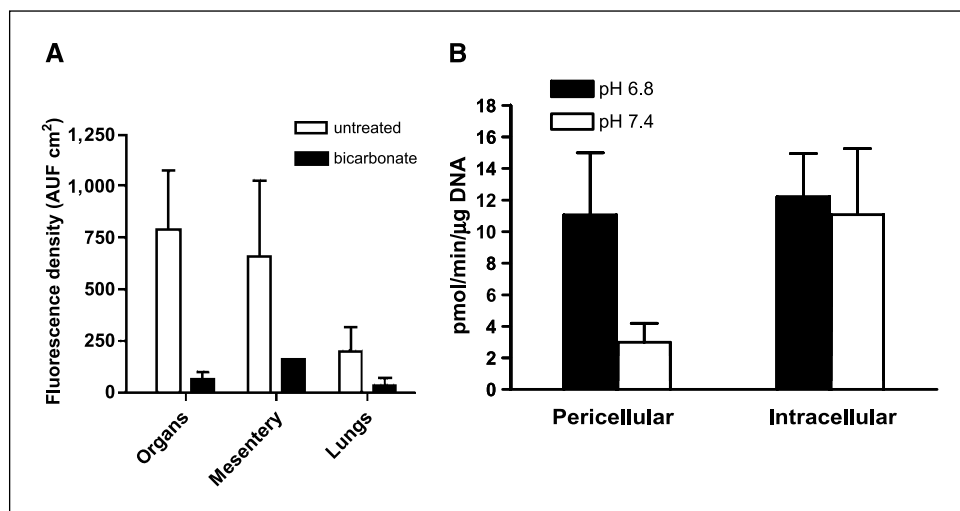 A
Fluorescence density (AUF cm²)
1,250
1,000
750
500
250
0
untreated
bicarbonate
Organs
Mesentery
Lungs
B
pmol/min/µg DNA
18
16
14
12
10
8
6
4
2
0
pH 6.8
pH 7.4
Pericellular
Intracellular